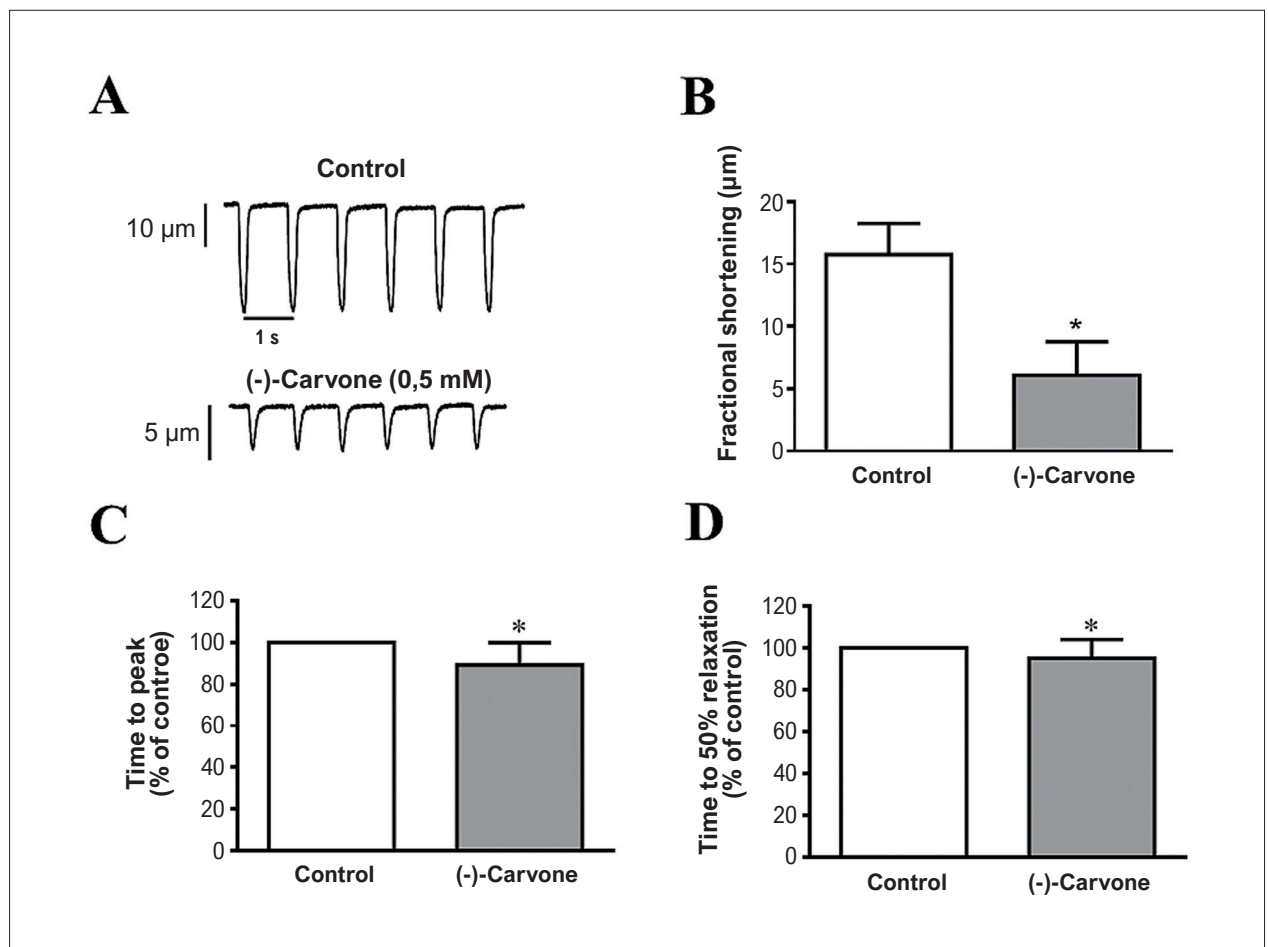 A
Control
10 µm
1 s
(-)-Carvone (0,5 mM)
5 µm
B
Fractional shortening (µm)
20
15
10
5
0
*
Control
(-)-Carvone
C
Time to peak
(% of controe)
120
100
80
60
40
20
0
*
Control
(-)-Carvone
D
Time to 50% relaxation
(% of control)
120
100
80
60
40
20
0
*
Control
(-)-Carvone